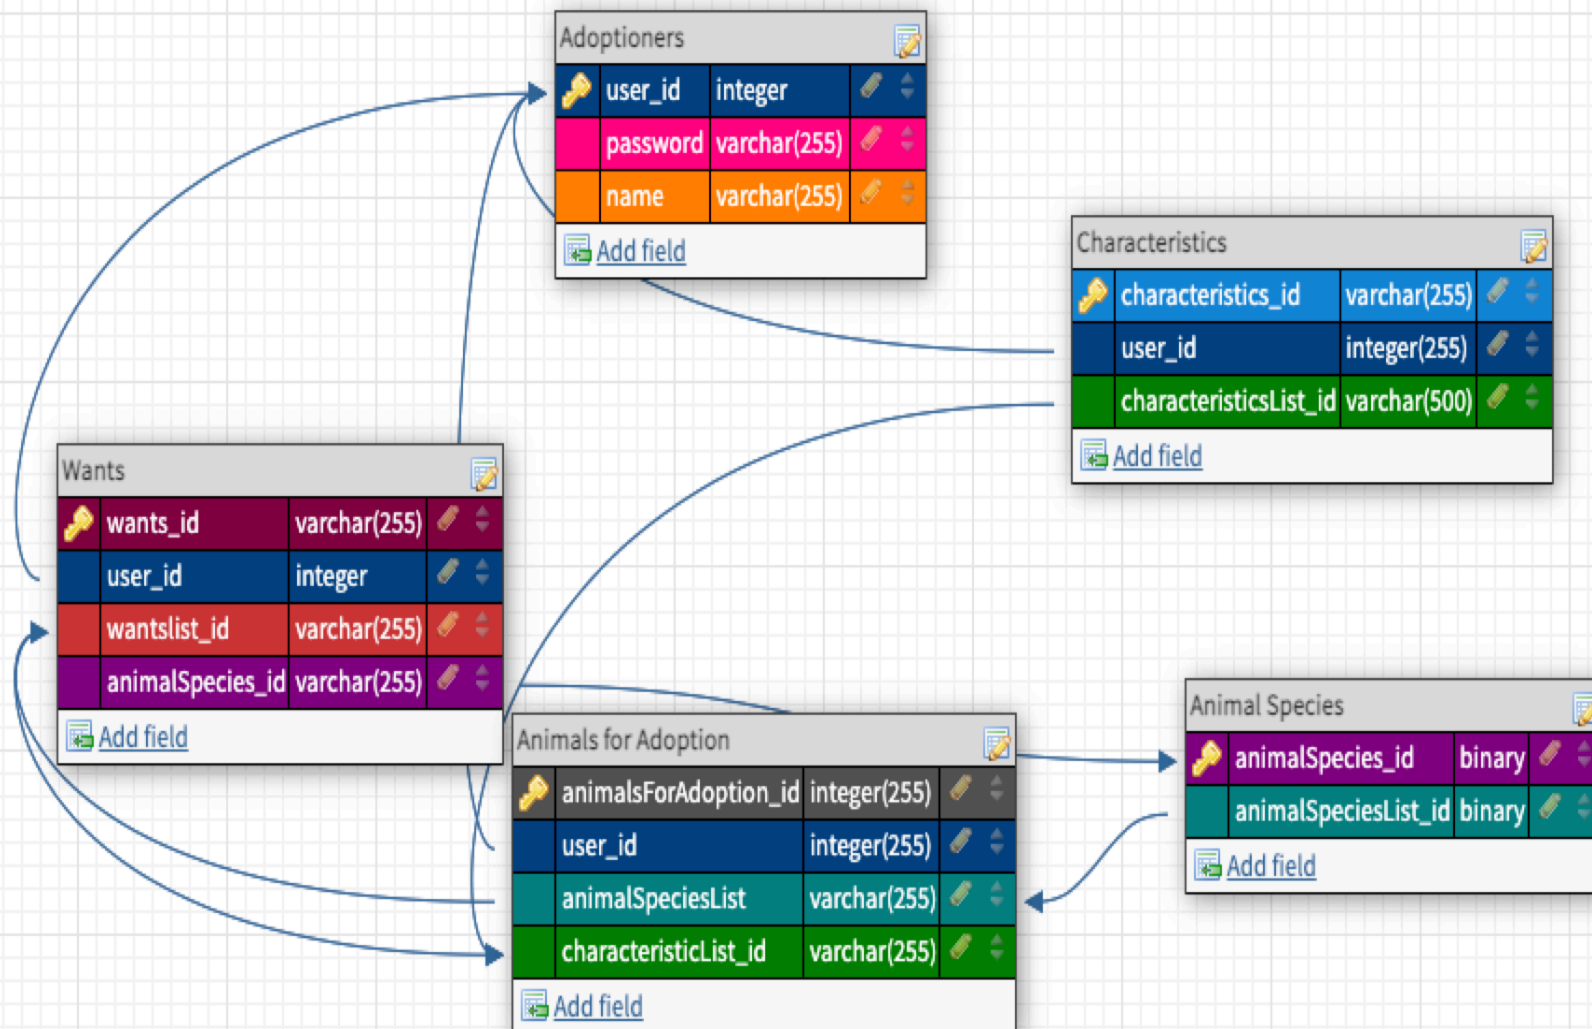 Adoptioners
user_id integer
password varchar(255)
name varchar(255)
Add field
Characteristics
characteristics_id varchar(255)
user_id integer(255)
characteristicsList_id varchar(500)
Add field
Wants
wants_id varchar(255)
user_id integer
wantslist_id varchar(255)
animalSpecies_id varchar(255)
Add field
Animals for Adoption
animalsForAdoption_id integer(255)
user_id integer(255)
animalSpeciesList varchar(255)
characteristicList_id varchar(255)
Add field
Animal Species
animalSpecies_id binary
animalSpeciesList_id binary
Add field